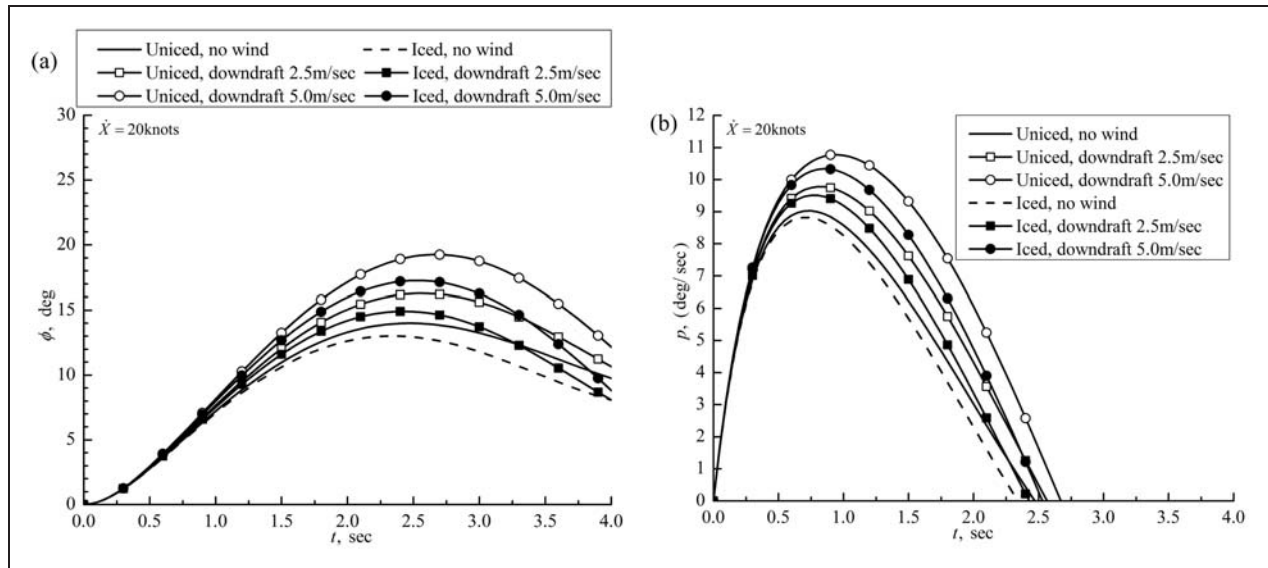 (a)
Uniced, no wind
Iced, no wind
Uniced, downdraft 2.5m/sec
Iced, downdraft 2.5m/sec
Uniced, downdraft 5.0m/sec
Iced, downdraft 5.0m/sec
Ẋ = 20knots
30
25
20
15
10
5
0
ϕ, deg
0.0 0.5 1.0 1.5 2.0 2.5 3.0 3.5 4.0
t, sec
(b)
Ẋ = 20knots
Uniced, no wind
Uniced, downdraft 2.5m/sec
Uniced, downdraft 5.0m/sec
Iced, no wind
Iced, downdraft 2.5m/sec
Iced, downdraft 5.0m/sec
12
11
10
9
8
7
6
5
4
3
2
1
0
p, (deg/sec)
0.0 0.5 1.0 1.5 2.0 2.5 3.0 3.5 4.0
t, sec